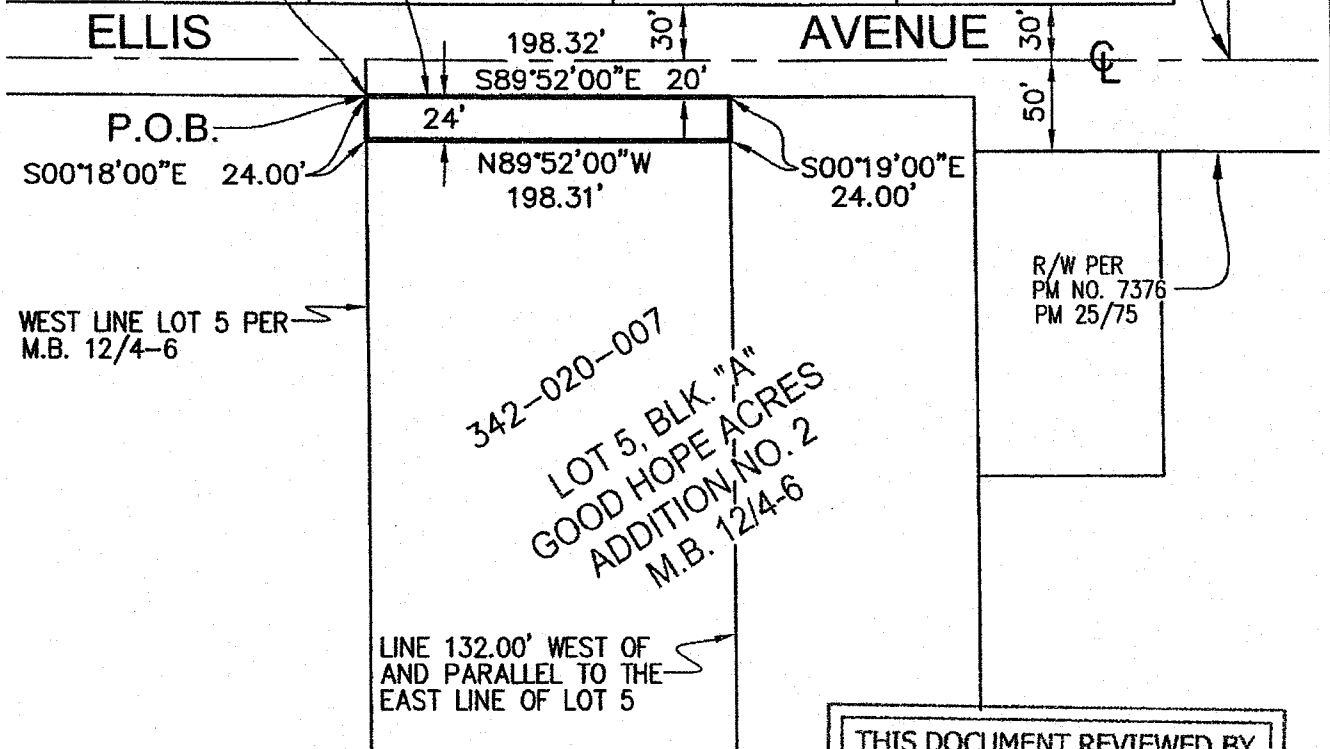 ELLIS
AVENUE
198.32'
30'
30'
S89°52'00"E 20'
℄
50'
P.O.B.
24'
S00°18'00"E 24.00'
N89°52'00"W
198.31'
S00°19'00"E
24.00'
R/W PER
PM NO. 7376
PM 25/75
WEST LINE LOT 5 PER
M.B. 12/4-6
342-020-007
LOT 5, BLK. "A"
GOOD HOPE ACRES
ADDITION NO. 2
M.B. 12/4-6
LINE 132.00' WEST OF
AND PARALLEL TO THE
EAST LINE OF LOT 5
THIS DOCUMENT REVIEWED BY